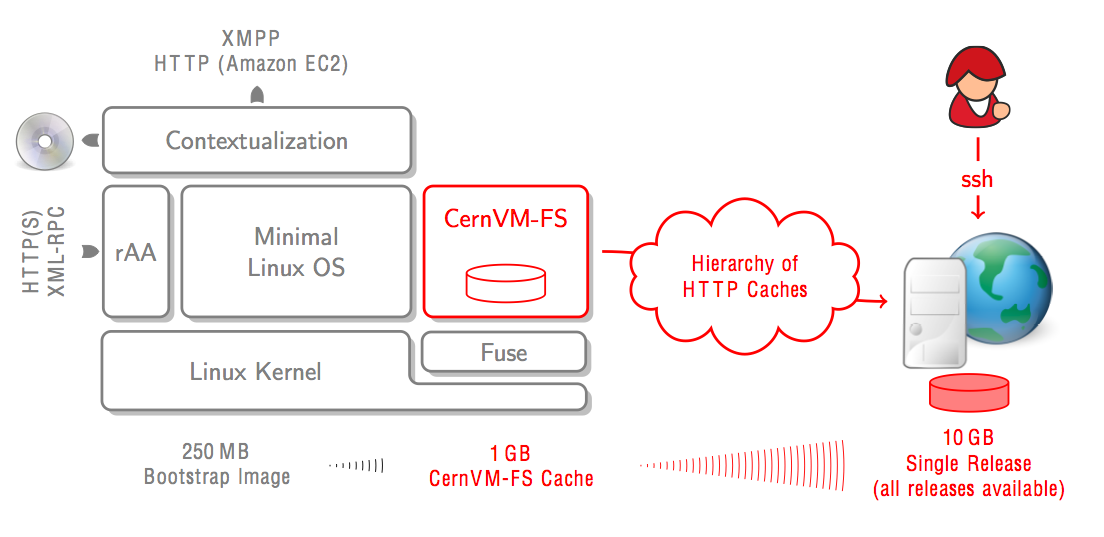 XMPP
HTTP (Amazon EC2)
Contextualization
HTTP(S)
XML-RPC
rAA
Minimal
Linux OS
CernVM-FS
Hierarchy of
HTTP Caches
ssh
Linux Kernel
Fuse
250 MB
Bootstrap Image
1 GB
CernVM-FS Cache
10 GB
Single Release
(all releases available)